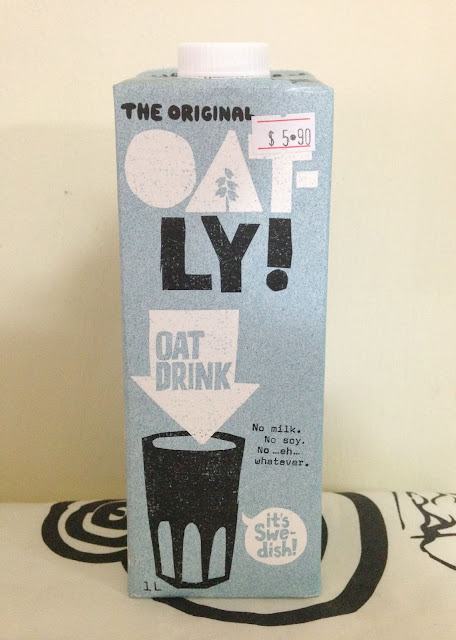 THE ORIGINAL
$ 5.90
OAT-
LY!
OAT
DRINK
No milk.
No soy.
No ...eh...
whatever.
it's
Swe-
dish!
1L